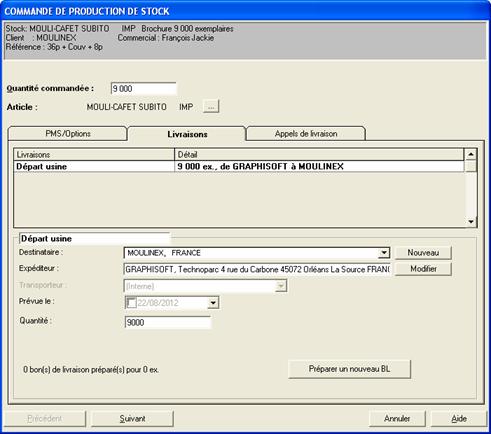 COMMANDE DE PRODUCTION DE STOCK
Stock: MOULI-CAFET SUBITO IMP Brochure 9 000 exemplaires
Client : MOULINEX Commercial : François Jackie
Référence : 36p + Couv + 8p
Quantité commandée : 9 000
Article : MOULI-CAFET SUBITO IMP ...
PMS/Options Livraisons Appels de livraison
Livraisons Détail
Départ usine 9 000 ex., de GRAPHISOFT à MOULINEX
Départ usine
Destinataire : MOULINEX, FRANCE Nouveau
Expéditeur : GRAPHISOFT, Technoparc 4 rue du Carbone 45072 Orléans La Source FRANC Modifier
Transporteur : (Interne)
Prévue le : 22/08/2012
Quantité : 9000
0 bon(s) de livraison préparé(s) pour 0 ex. Préparer un nouveau BL
Précédent Suivant Annuler Aide